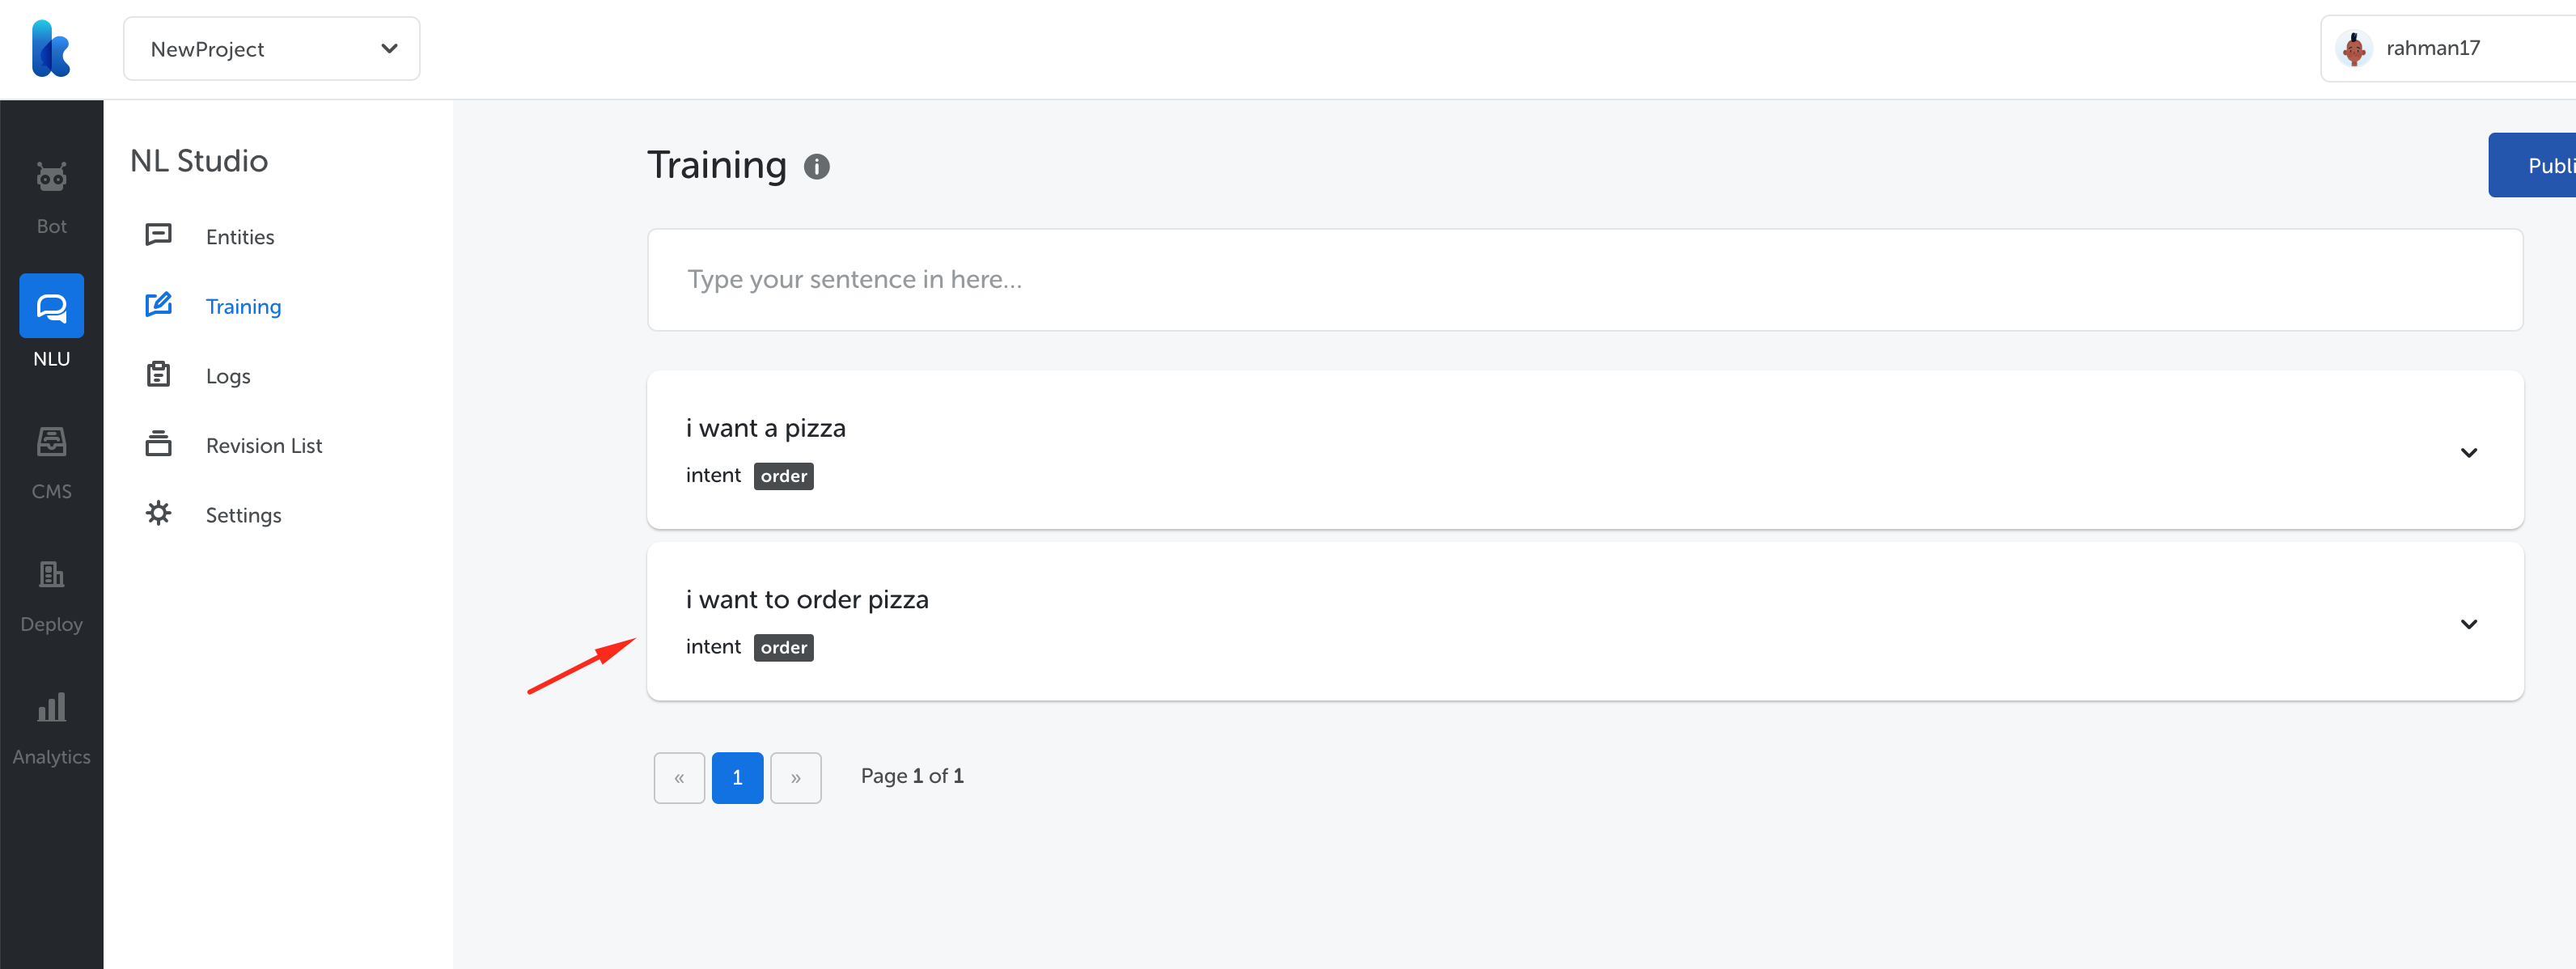 NewProject
rahman17
Bot
NLU
CMS
Deploy
Analytics
NL Studio
Entities
Training
Logs
Revision List
Settings
Training
Publi
Type your sentence in here...
i want a pizza
intent order
i want to order pizza
intent order
« 1 » Page 1 of 1